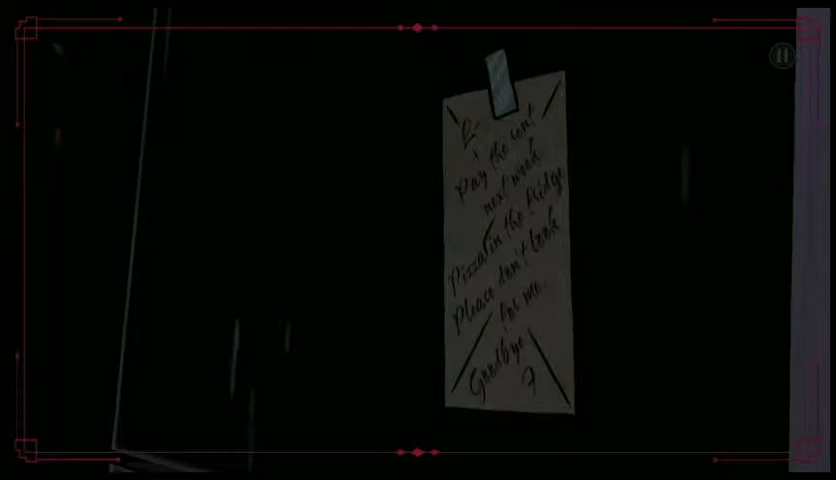 R-
Pay the rent
next week
Pizza in the fridge
Please don't look
for me.
Goodbye
J